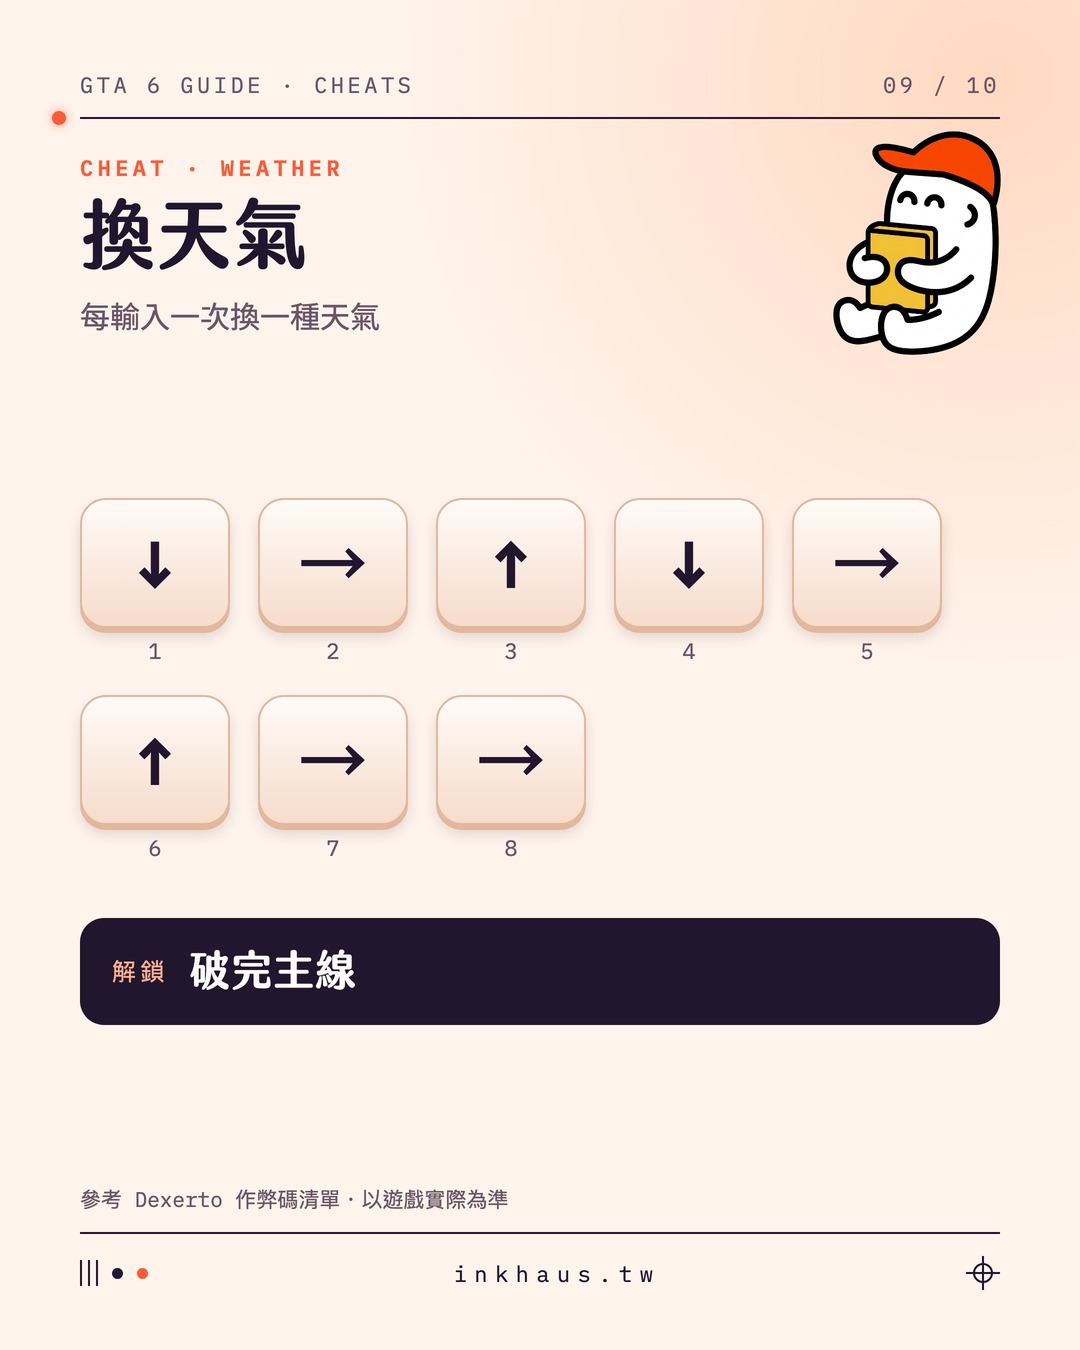 GTA 6 GUIDE · CHEATS
09 / 10
CHEAT · WEATHER
換天氣
每輸入一次換一種天氣
↓ → ↑ ↓ →
1 2 3 4 5
↑ → →
6 7 8
解鎖 破完主線
參考 Dexerto 作弊碼清單·以遊戲實際為準
inkhaus.tw